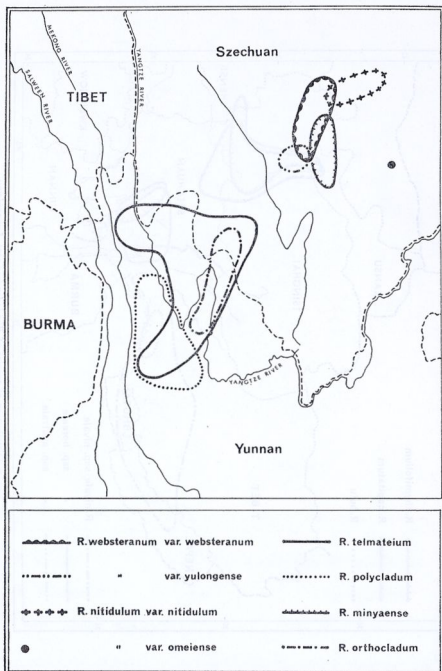 Szechuan
MEKONG RIVER
SALWEEN RIVER
YANGTZE RIVER
TIBET
BURMA
YANGTZE RIVER
Yunnan
R. websteranum var. websteranum
R. telmateium
" var. yulongense
R. polycladum
R. nitidulum var. nitidulum
R. minyaense
" var. omeiense
R. orthocladum